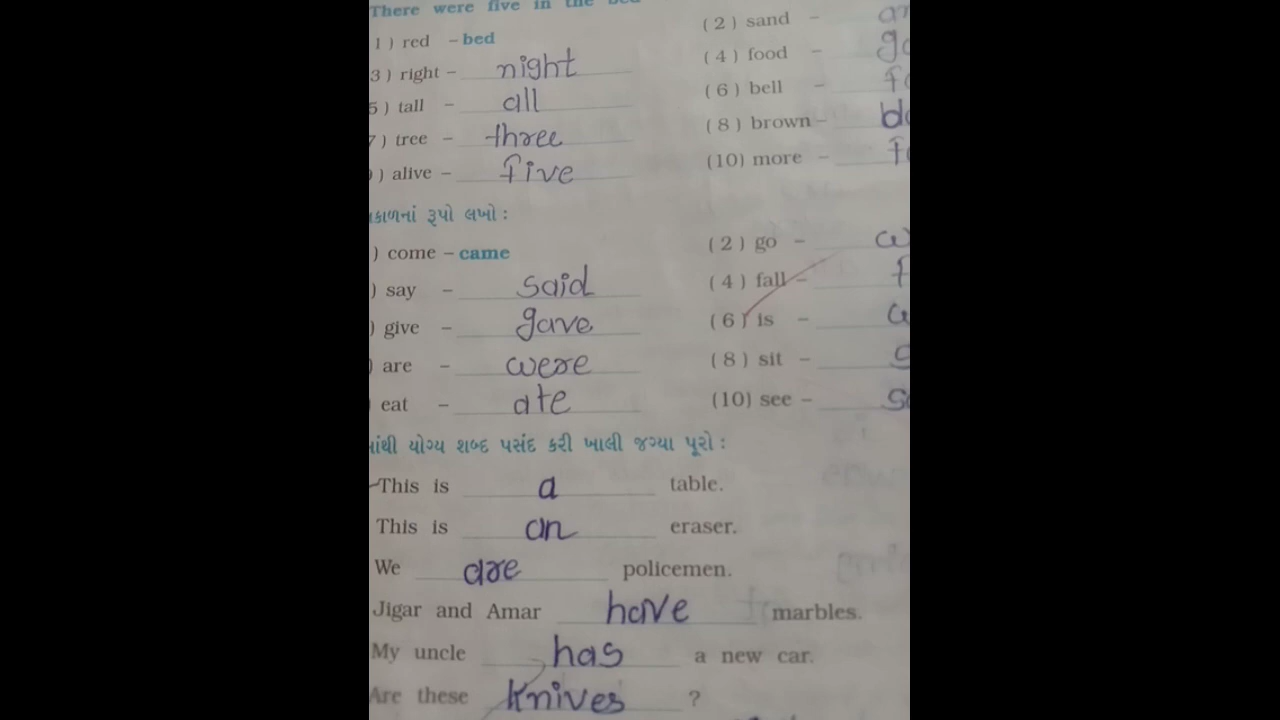 There were five in the bed
1 ) red - bed (2) sand -
3 ) right - night (4) food -
5 ) tall - all (6) bell -
7 ) tree - three (8) brown -
) alive - five (10) more -
રૂપો લખો :
) come - came (2) go -
) say - said (4) fall -
) give - gave (6) is -
) are - were (8) sit -
eat - ate (10) see -
યોગ્ય શબ્દ પસંદ કરી ખાલી જગ્યા પૂરો :
This is a table.
This is an eraser.
We are policemen.
Jigar and Amar have marbles.
My uncle has a new car.
Are these knives ?